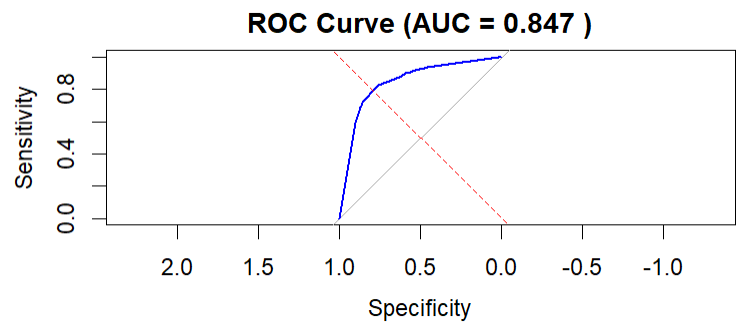 ROC Curve (AUC = 0.847 )
Sensitivity
0.8
0.4
0.0
2.0 1.5 1.0 0.5 0.0 -0.5 -1.0
Specificity